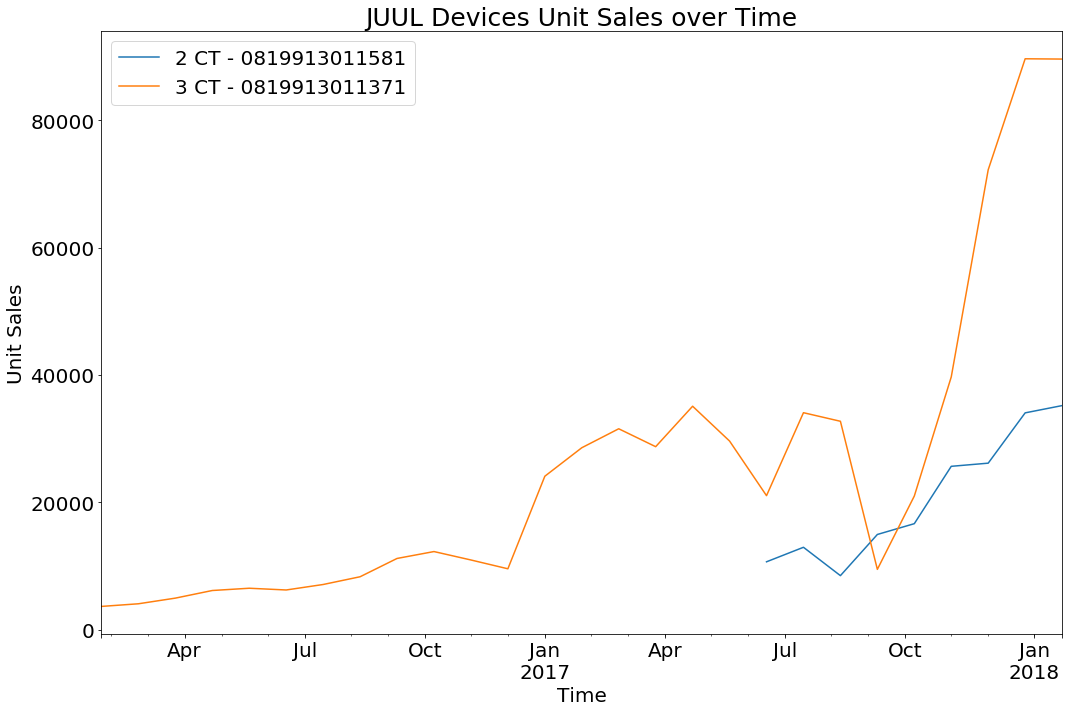 JUUL Devices Unit Sales over Time
2 CT - 0819913011581
3 CT - 0819913011371
80000
60000
40000
20000
0
Unit Sales
Apr
Jul
Oct
Jan
2017
Apr
Jul
Oct
Jan
2018
Time